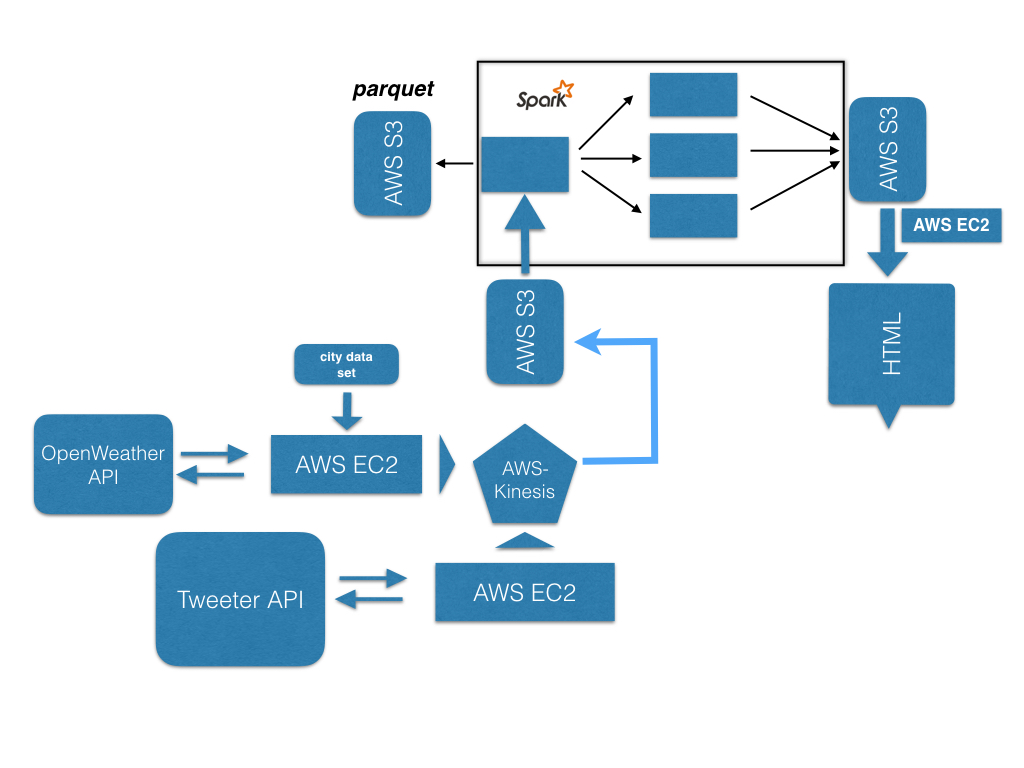 parquet
AWS S3
Spark
AWS S3
AWS EC2
HTML
AWS S3
city data
set
OpenWeather
API
AWS EC2
AWS-
Kinesis
Tweeter API
AWS EC2